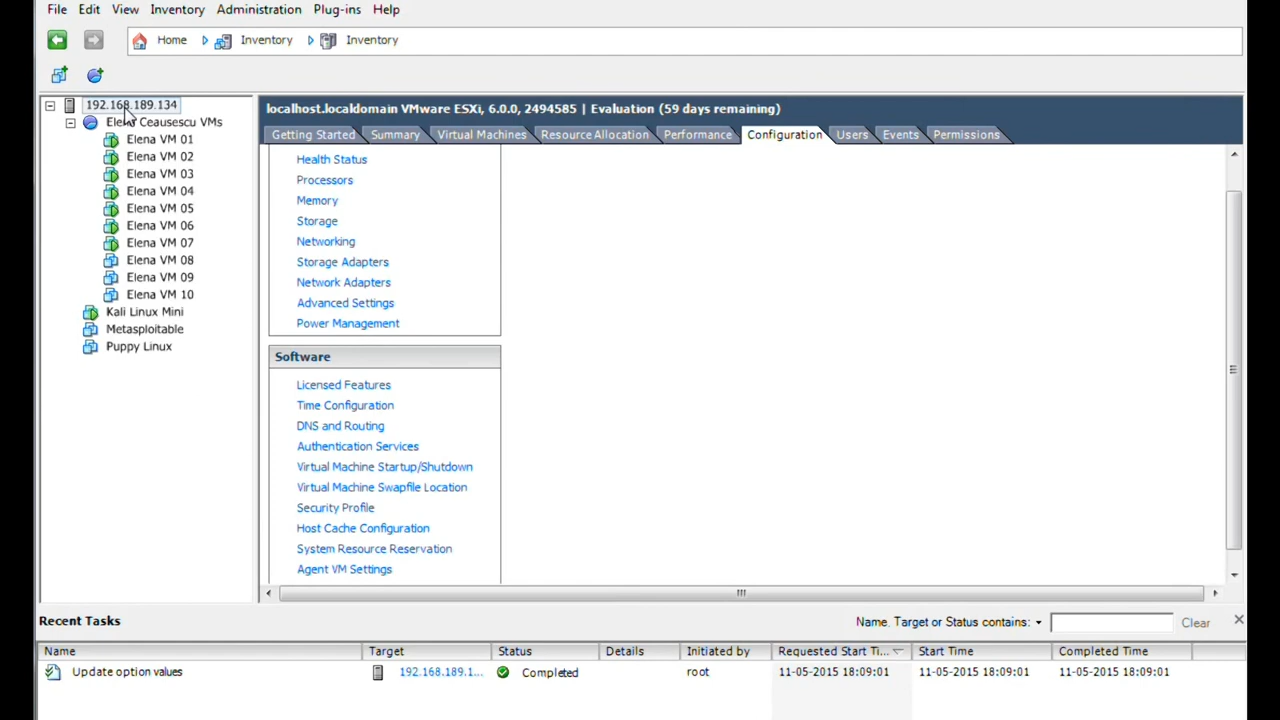 File Edit View Inventory Administration Plug-ins Help
Home Inventory Inventory
192.168.189.134
Elena Ceausescu VMs
Elena VM 01
Elena VM 02
Elena VM 03
Elena VM 04
Elena VM 05
Elena VM 06
Elena VM 07
Elena VM 08
Elena VM 09
Elena VM 10
Kali Linux Mini
Metasploitable
Puppy Linux
localhost.localdomain VMware ESXi, 6.0.0, 2494585 | Evaluation (59 days remaining)
Getting Started Summary Virtual Machines Resource Allocation Performance Configuration Users Events Permissions
Health Status
Processors
Memory
Storage
Networking
Storage Adapters
Network Adapters
Advanced Settings
Power Management
Software
Licensed Features
Time Configuration
DNS and Routing
Authentication Services
Virtual Machine Startup/Shutdown
Virtual Machine Swapfile Location
Security Profile
Host Cache Configuration
System Resource Reservation
Agent VM Settings
Recent Tasks
Name, Target or Status contains: Clear
Name Target Status Details Initiated by Requested Start Ti... Start Time Completed Time
Update option values 192.168.189.1... Completed root 11-05-2015 18:09:01 11-05-2015 18:09:01 11-05-2015 18:09:01